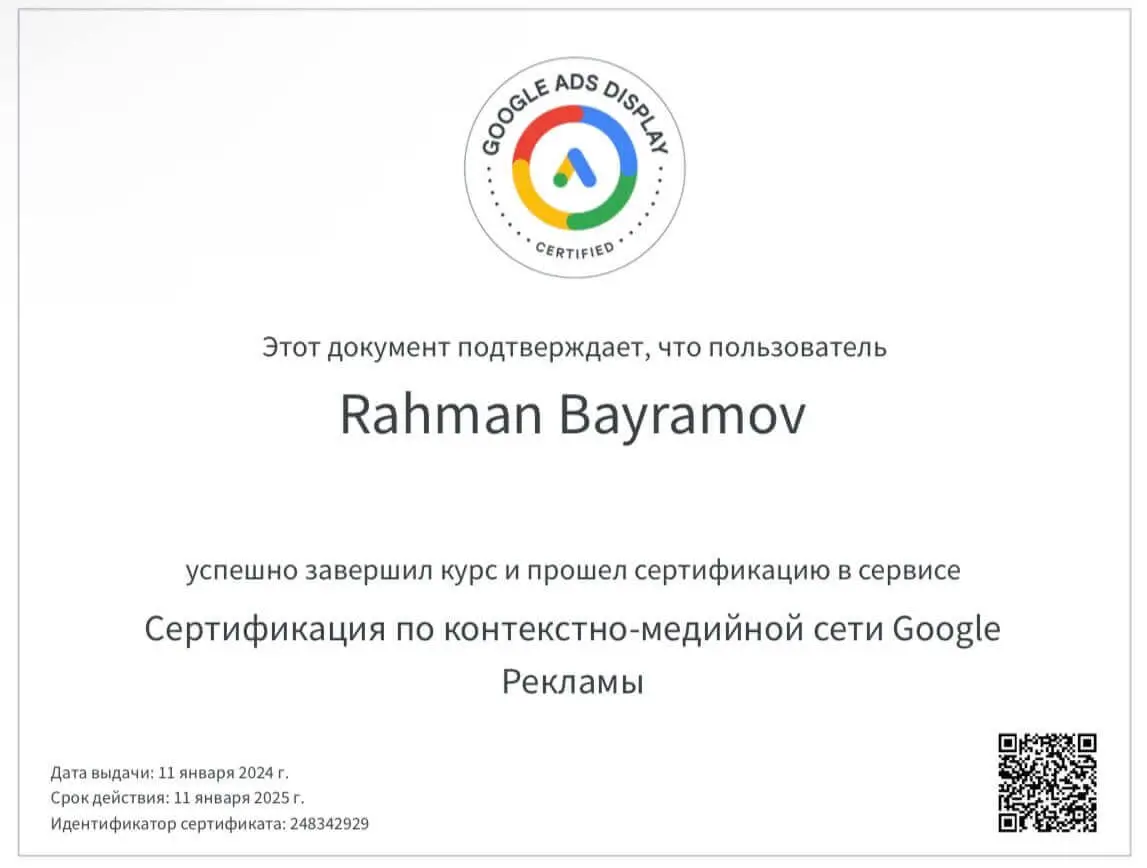 GOOGLE ADS DISPLAY
CERTIFIED
Этот документ подтверждает, что пользователь
Rahman Bayramov
успешно завершил курс и прошел сертификацию в сервисе
Сертификация по контекстно-медийной сети Google
Рекламы
Дата выдачи: 11 января 2024 г.
Срок действия: 11 января 2025 г.
Идентификатор сертификата: 248342929